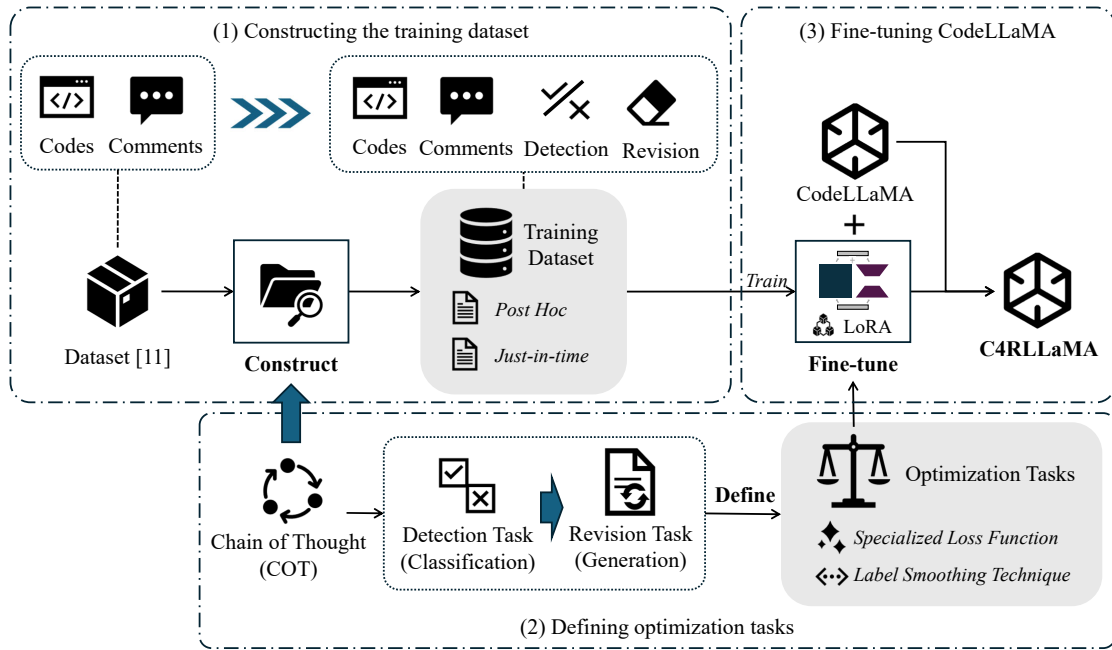 (1) Constructing the training dataset
Codes
Comments
Codes
Comments
Detection
Revision
Dataset [11]
Construct
Training
Dataset
Post Hoc
Just-in-time
(3) Fine-tuning CodeLLaMA
CodeLLaMA
+
Train
LoRA
Fine-tune
C4RLLaMA
Chain of Thought
(COT)
Detection Task
(Classification)
Revision Task
(Generation)
Define
Optimization Tasks
Specialized Loss Function
Label Smoothing Technique
(2) Defining optimization tasks